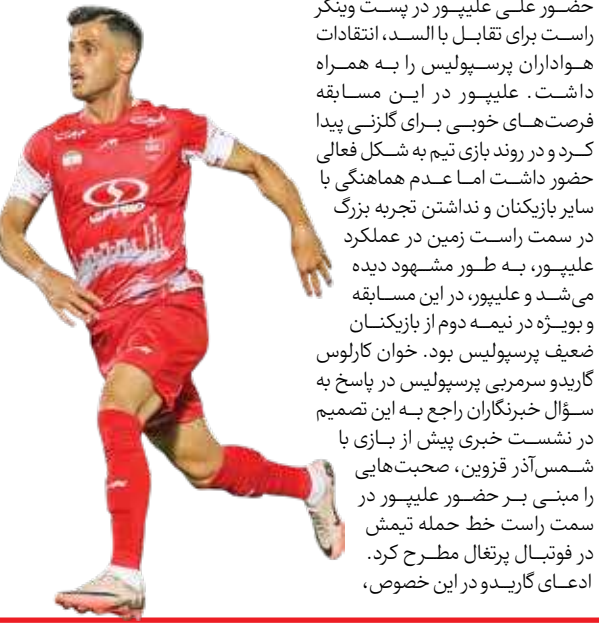 حضور علی علیپور در پست وینگر
راست برای تقابل با السد، انتقادات
هواداران پرسپولیس را به همراه
داشت. علیپور در این مسابقه
فرصت‌های خوبی برای گلزنی پیدا
کرد و در روند بازی تیم به شکل فعالی
حضور داشت اما عدم هماهنگی با
سایر بازیکنان و نداشتن تجربه بزرگ
در سمت راست زمین در عملکرد
علیپور، به طور مشهود دیده
می‌شد و علیپور، در این مسابقه
و بویژه در نیمه دوم از بازیکنان
ضعیف پرسپولیس بود. خوان کارلوس
گاریدو سرمربی پرسپولیس در پاسخ به
سؤال خبرنگاران راجع به این تصمیم
در نشست خبری پیش از بازی با
شمس‌آذر قزوین، صحبت‌هایی
را مبنی بر حضور علیپور در
سمت راست خط حمله تیمش
در فوتبال پرتغال مطرح کرد.
ادعای گاریدو در این خصوص،